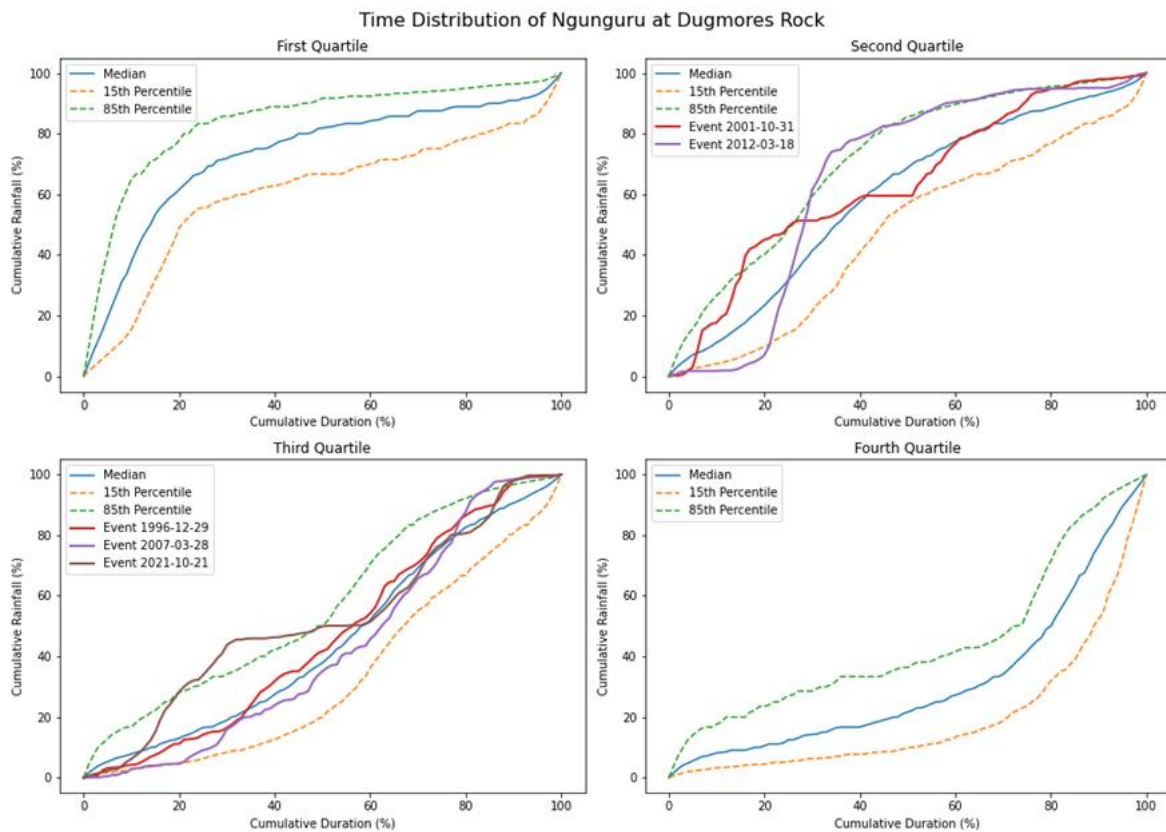 Time Distribution of Ngunguru at Dugmores Rock
First Quartile
Median
15th Percentile
85th Percentile
100
80
60
40
20
0
Cumulative Rainfall (%)
0 20 40 60 80 100
Cumulative Duration (%)
Second Quartile
Median
15th Percentile
85th Percentile
Event 2001-10-31
Event 2012-03-18
100
80
60
40
20
0
Cumulative Rainfall (%)
0 20 40 60 80 100
Cumulative Duration (%)
Third Quartile
Median
15th Percentile
85th Percentile
Event 1996-12-29
Event 2007-03-28
Event 2021-10-21
100
80
60
40
20
0
Cumulative Rainfall (%)
0 20 40 60 80 100
Cumulative Duration (%)
Fourth Quartile
Median
15th Percentile
85th Percentile
100
80
60
40
20
0
Cumulative Rainfall (%)
0 20 40 60 80 100
Cumulative Duration (%)